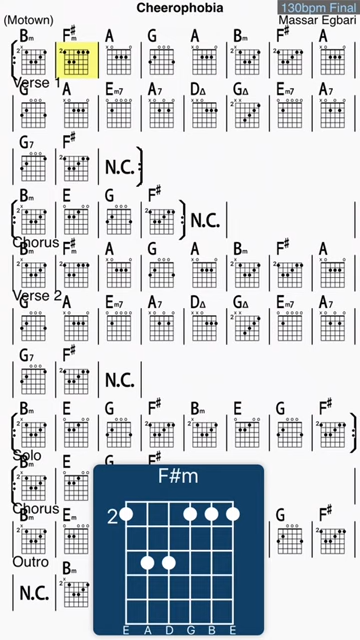 Cheerophobia
130bpm Final
(Motown)
Massar Egbari
Bm F#m A G A Bm F#m A
Verse 1
G A Em7 A7 DΔ GΔ Em7 A7
G7 F# N.C.
Bm E G F# N.C.
Chorus
Bm F#m A G A Bm F#m A
Verse 2
G A Em7 A7 DΔ GΔ Em7 A7
G7 F# N.C.
Bm E G F# Bm E G F#
Solo
Bm E G F#
Chorus
Bm E G F#
Outro
N.C. Bm
F#m
2
E A D G B E